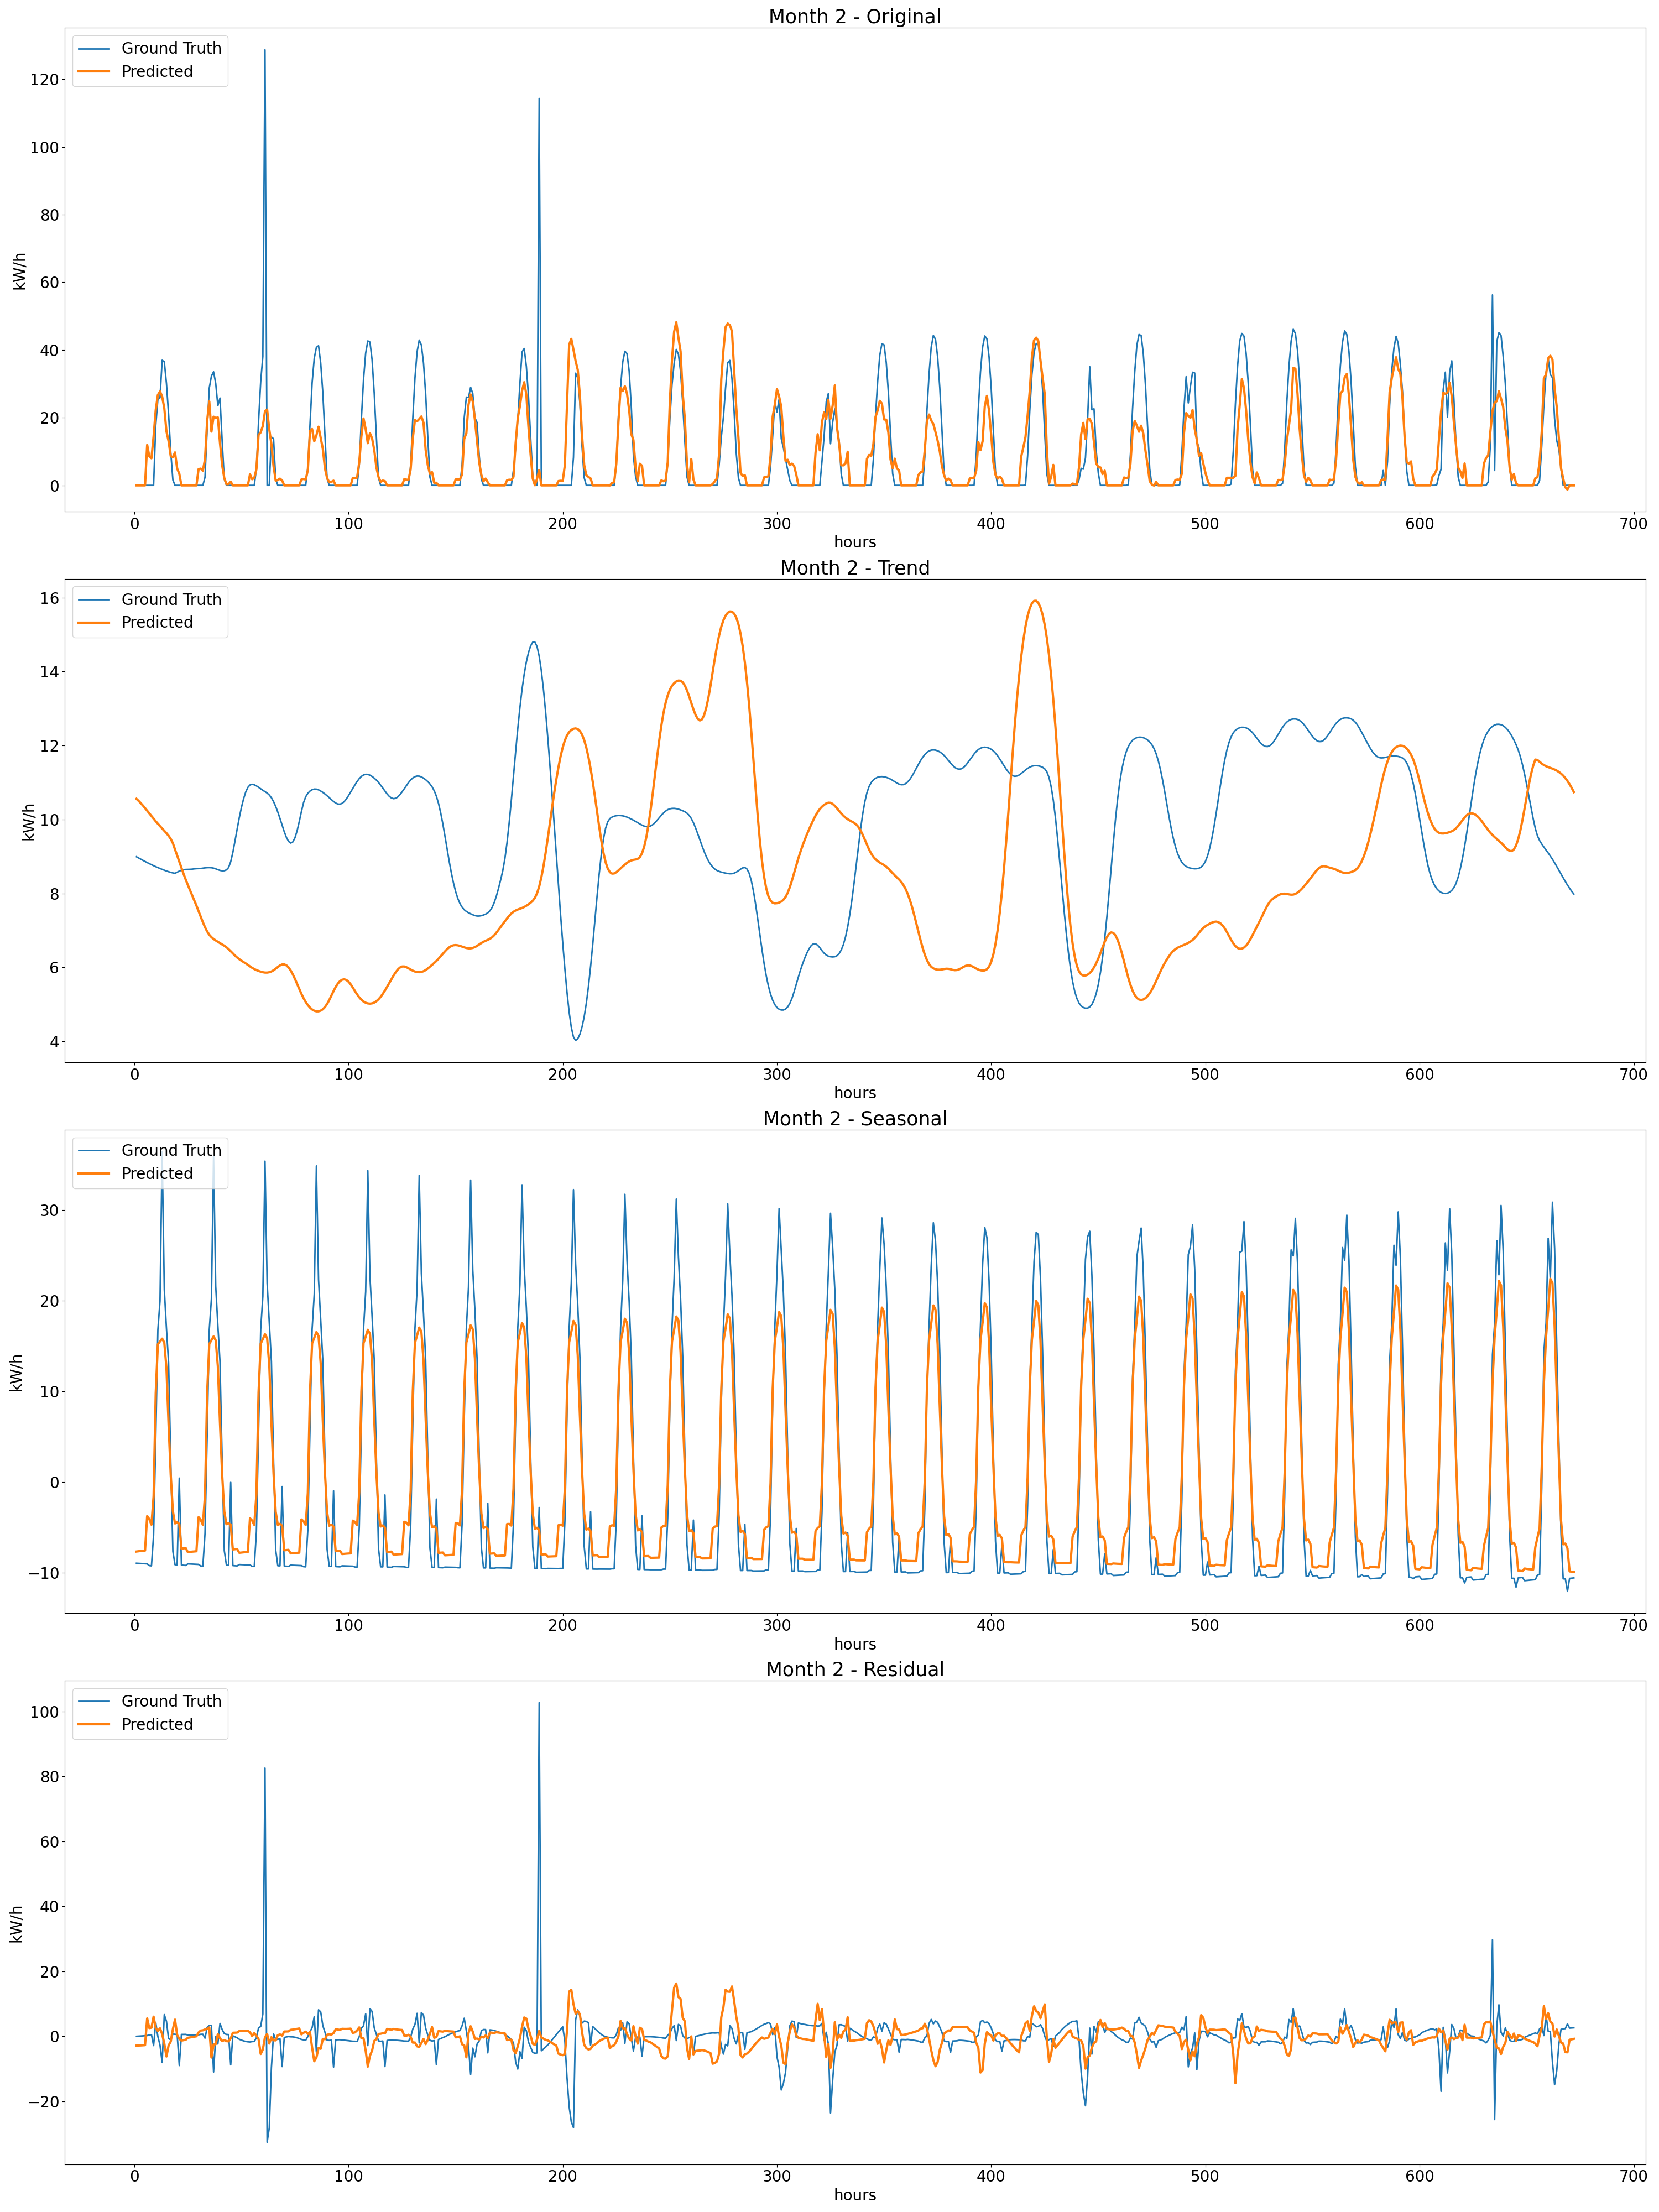 Month 2 - Original
Ground Truth
Predicted
kW/h
120
100
80
60
40
20
0
0 100 200 300 400 500 600 700
hours
Month 2 - Trend
Ground Truth
Predicted
kW/h
16
14
12
10
8
6
4
0 100 200 300 400 500 600 700
hours
Month 2 - Seasonal
Ground Truth
Predicted
kW/h
30
20
10
0
−10
0 100 200 300 400 500 600 700
hours
Month 2 - Residual
Ground Truth
Predicted
kW/h
100
80
60
40
20
0
−20
0 100 200 300 400 500 600 700
hours